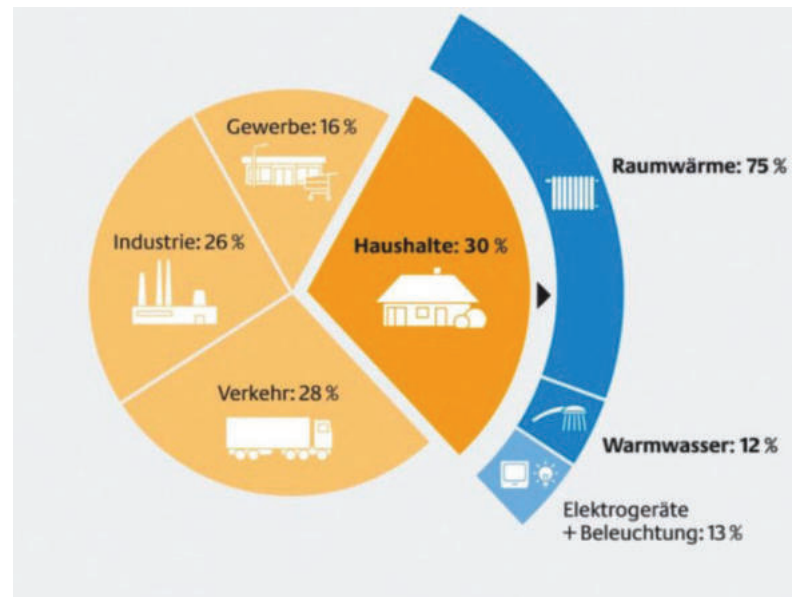 Gewerbe: 16 %
Raumwärme: 75 %
Industrie: 26 %
Haushalte: 30 %
Verkehr: 28 %
Warmwasser: 12 %
Elektrogeräte
+ Beleuchtung: 13 %